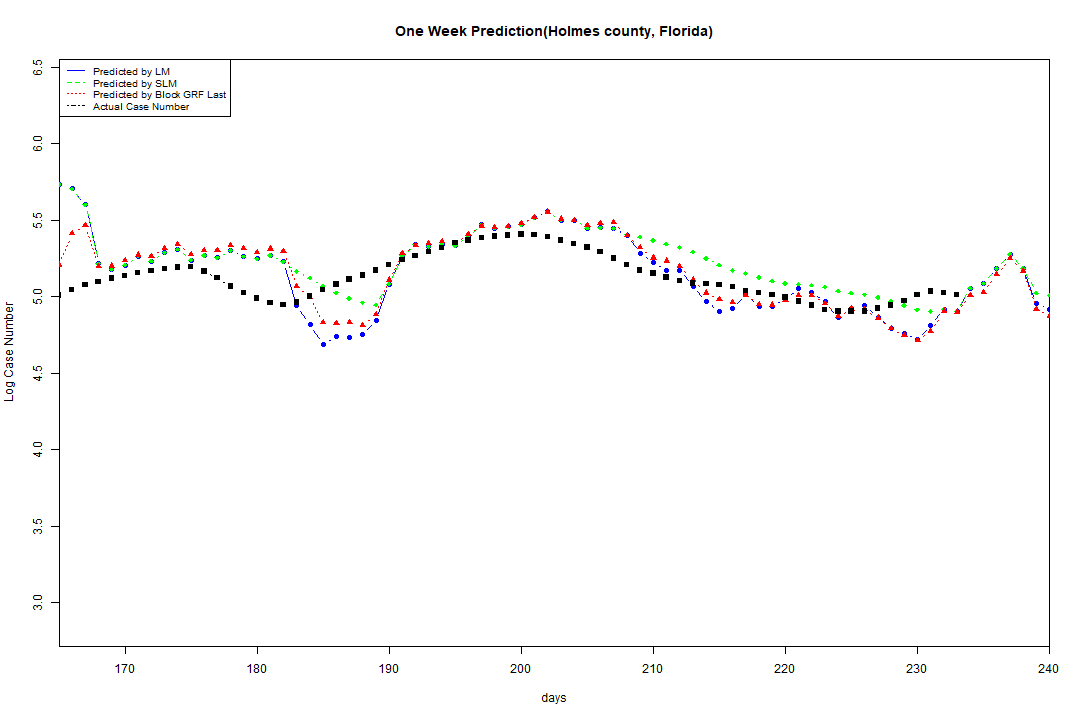 One Week Prediction(Holmes county, Florida)
Predicted by LM
Predicted by SLM
Predicted by Block GRF Last
Actual Case Number
6.5
6.0
5.5
5.0
4.5
4.0
3.5
3.0
Log Case Number
170 180 190 200 210 220 230 240
days